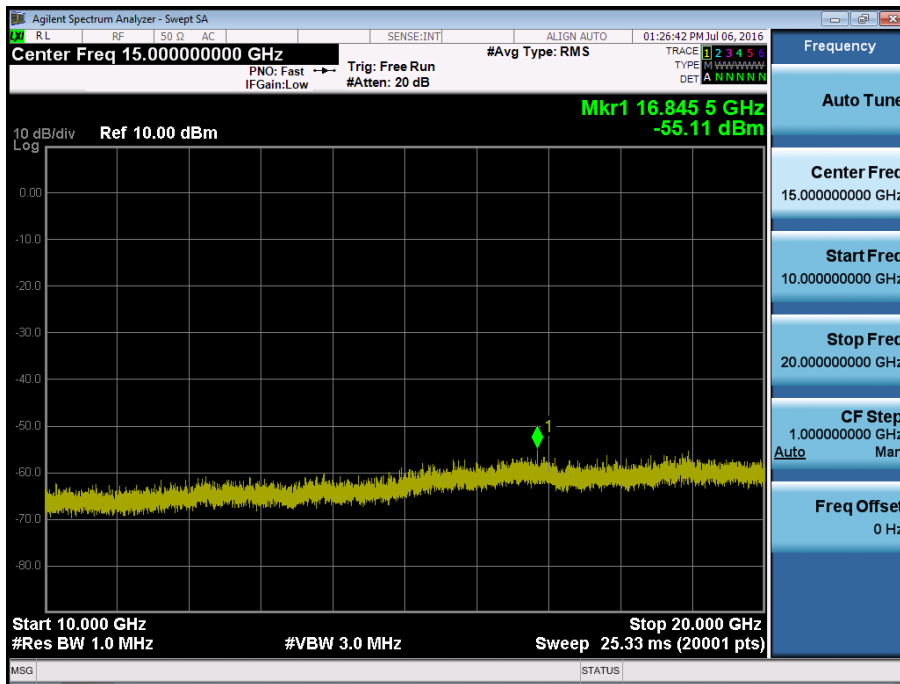 Agilent Spectrum Analyzer - Swept SA
LXI RL RF 50 Ω AC SENSE:INT ALIGN AUTO 01:26:42 PM Jul 06, 2016
Center Freq 15.000000000 GHz
PNO: Fast
IFGain:Low
Trig: Free Run
#Atten: 20 dB
#Avg Type: RMS
TRACE 1 2 3 4 5 6
TYPE M WWWWW
DET A N N N N N
Mkr1 16.845 5 GHz
-55.11 dBm
10 dB/div Ref 10.00 dBm
Log
0.00
-10.0
-20.0
-30.0
-40.0
-50.0
-60.0
-70.0
-80.0
1
Start 10.000 GHz Stop 20.000 GHz
#Res BW 1.0 MHz #VBW 3.0 MHz Sweep 25.33 ms (20001 pts)
MSG STATUS
Frequency
Auto Tune
Center Freq
15.000000000 GHz
Start Freq
10.000000000 GHz
Stop Freq
20.000000000 GHz
CF Step
1.000000000 GHz
Auto Man
Freq Offset
0 Hz